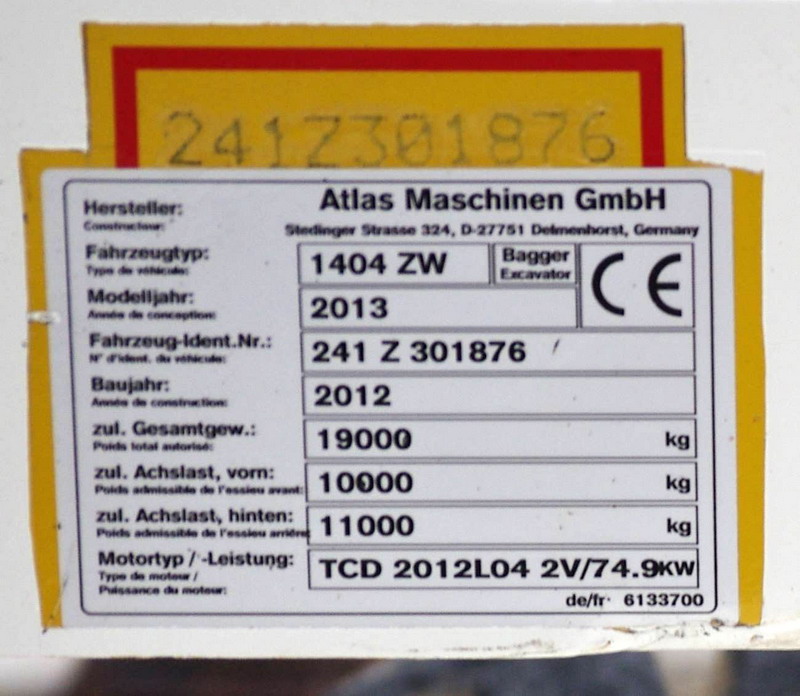 241Z301876
Hersteller: Atlas Maschinen GmbH
Constructeur: Stedinger Strasse 324, D-27751 Delmenhorst, Germany
Fahrzeugtyp: 1404 ZW Bagger
Type de véhicule: Excavator
CE
Modelljahr: 2013
Année de conception:
Fahrzeug-Ident.Nr.: 241 Z 301876
N° d'ident. du véhicule:
Baujahr: 2012
Année de construction:
zul. Gesamtgew.: 19000 kg
Poids total autorisé:
zul. Achslast, vorn: 10000 kg
Poids admissible de l'essieu avant:
zul. Achslast, hinten: 11000 kg
Poids admissible de l'essieu arrière
Motortyp / -Leistung: TCD 2012L04 2V/74.9KW
Type de moteur /
Puissance du moteur:
de/fr· 6133700